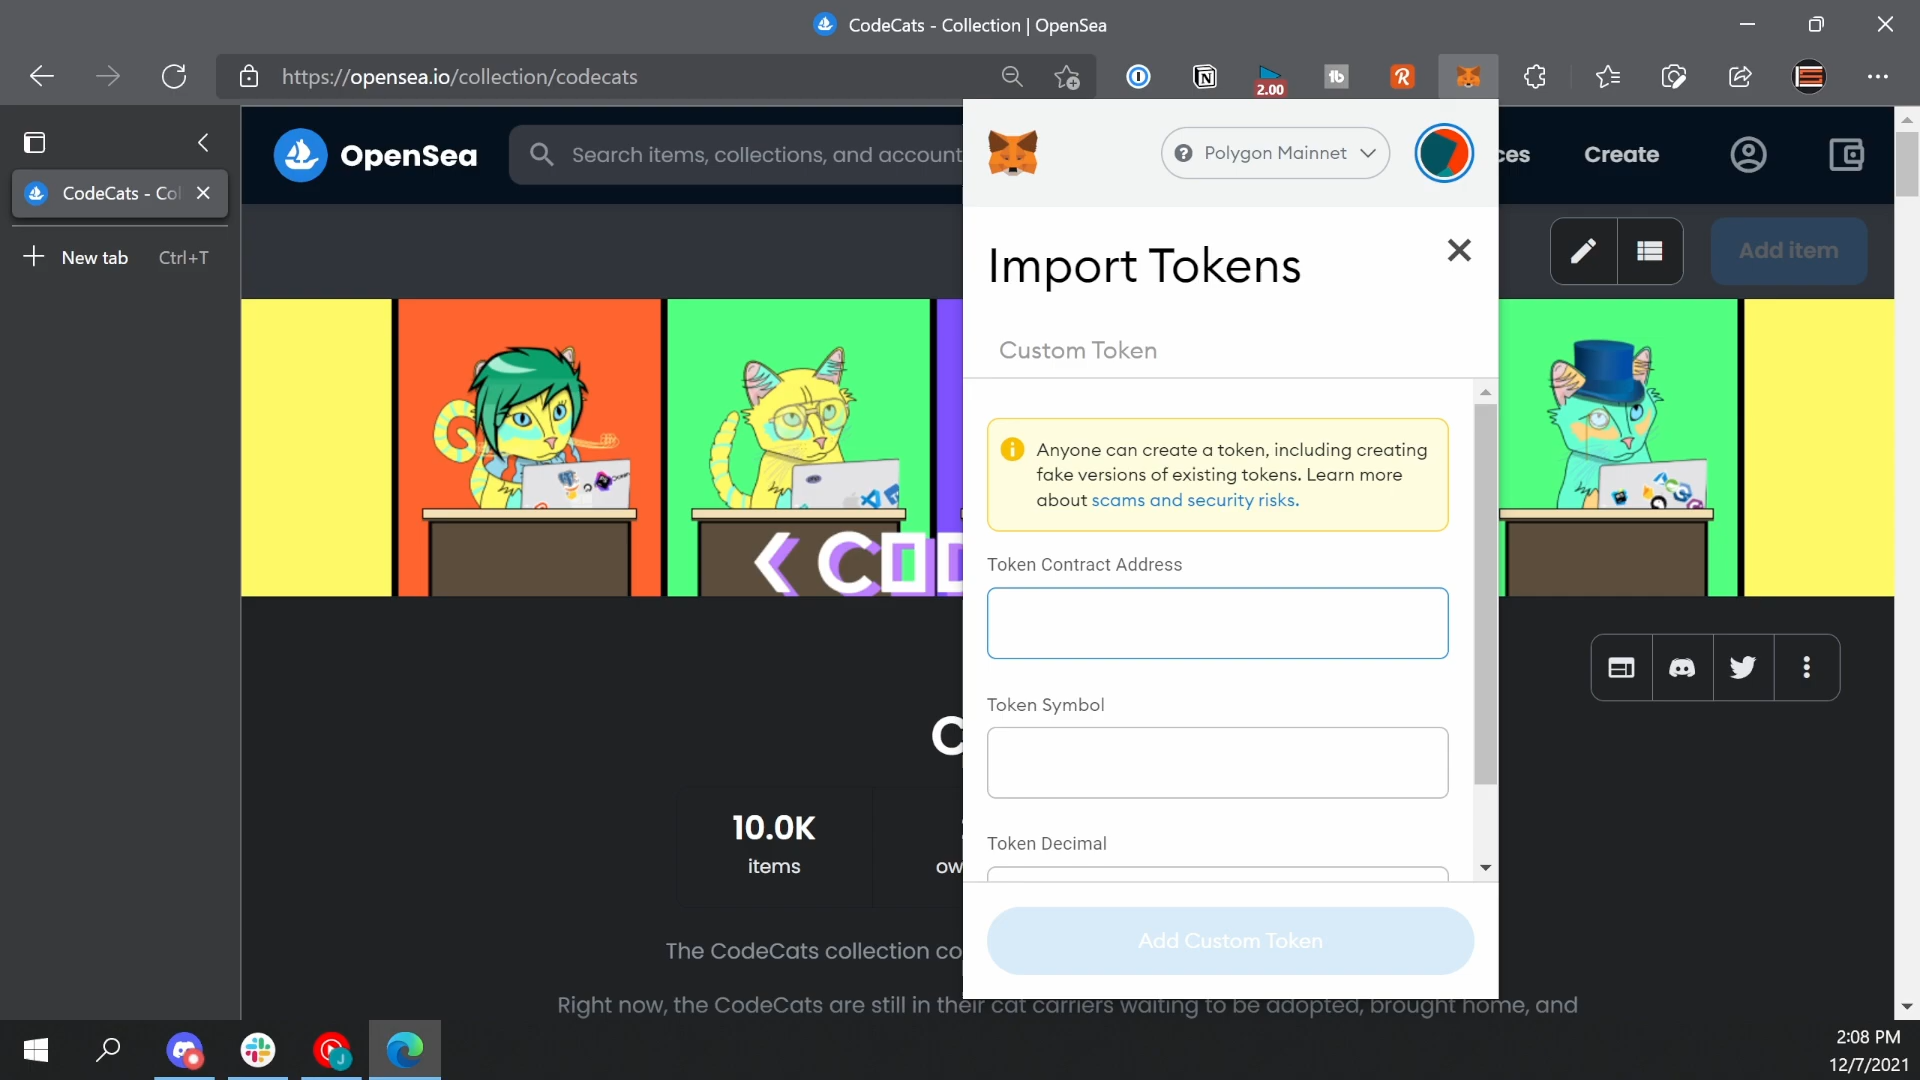 CodeCats - Collection | OpenSea
https://opensea.io/collection/codecats
2.00
1b
R
CodeCats - Col
New tab Ctrl+T
OpenSea
Search items, collections, and account
ces
Create
Add item
Polygon Mainnet
Import Tokens
Custom Token
Anyone can create a token, including creating
fake versions of existing tokens. Learn more
about scams and security risks.
Token Contract Address
Token Symbol
Token Decimal
Add Custom Token
< COD
C
10.0K
items
ow
The CodeCats collection co
Right now, the CodeCats are still in their cat carriers waiting to be adopted, brought home, and
J
2:08 PM
12/7/2021